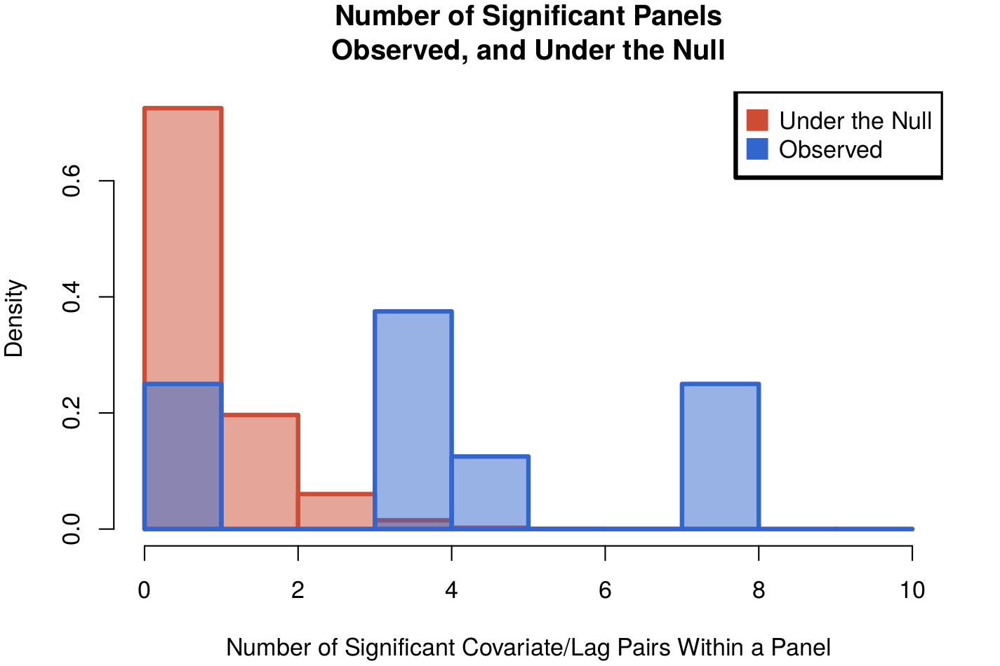 Number of Significant Panels
Observed, and Under the Null
Under the Null
Observed
Density
0.6
0.4
0.2
0.0
0 2 4 6 8 10
Number of Significant Covariate/Lag Pairs Within a Panel